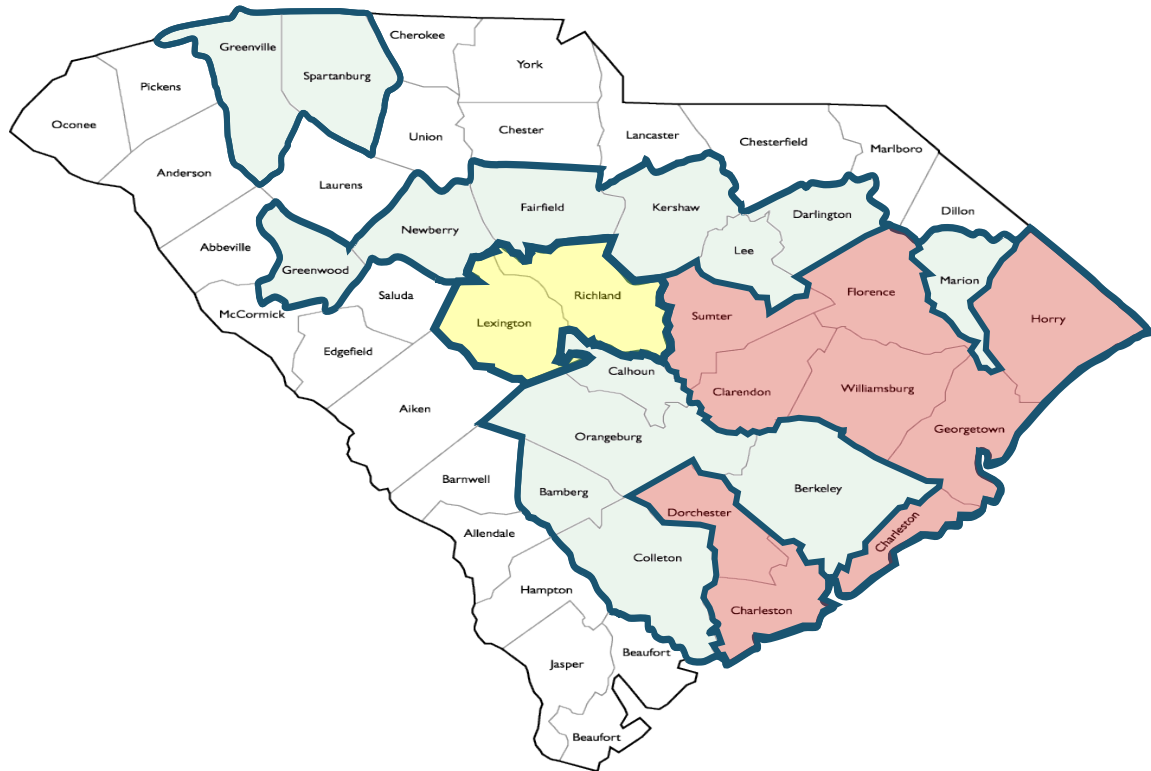 Cherokee
Greenville
York
Spartanburg
Pickens
Oconee
Chester
Lancaster
Union
Chesterfield
Marlboro
Anderson
Laurens
Fairfield
Kershaw
Darlington
Dillon
Newberry
Abbeville
Lee
Greenwood
Marion
Saluda
Richland
Florence
McCormick
Sumter
Horry
Lexington
Edgefield
Calhoun
Williamsburg
Clarendon
Aiken
Georgetown
Orangeburg
Barnwell
Berkeley
Bamberg
Dorchester
Charleston
Allendale
Colleton
Hampton
Charleston
Beaufort
Jasper
Beaufort